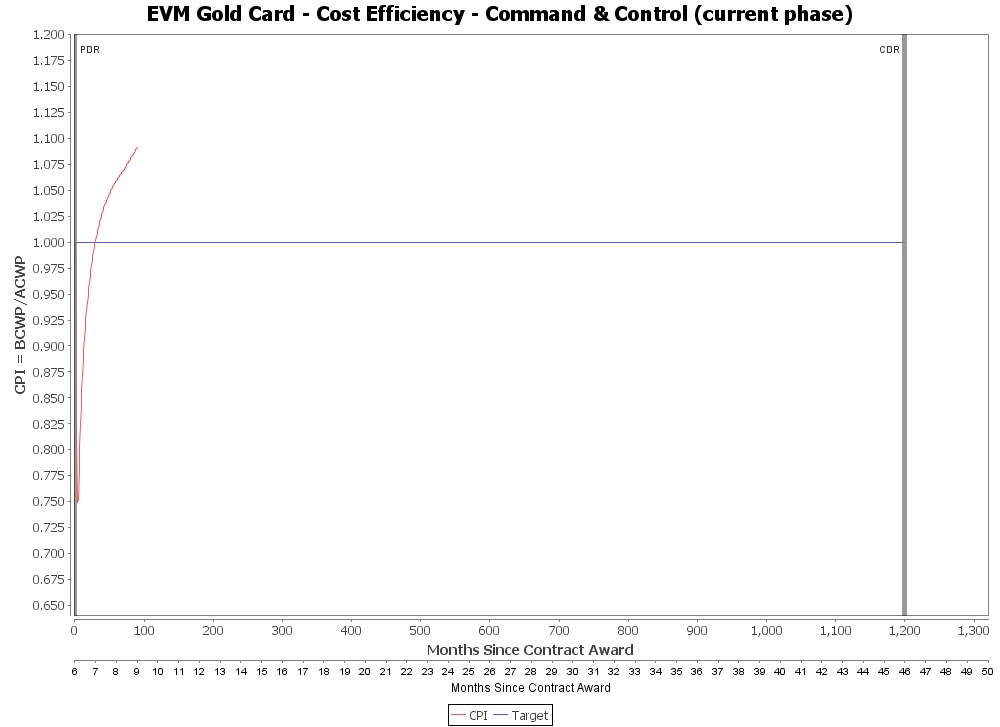 EVM Gold Card - Cost Efficiency - Command & Control (current phase)
1.200
PDR
CDR
1.175
1.150
1.125
1.100
1.075
1.050
1.025
1.000
0.975
0.950
0.925
0.900
0.875
0.850
0.825
0.800
0.775
0.750
0.725
0.700
0.675
0.650
CPI = BCWP/ACWP
0 100 200 300 400 500 600 700 800 900 1,000 1,100 1,200 1,300
Months Since Contract Award
6 7 8 9 10 11 12 13 14 15 16 17 18 19 20 21 22 23 24 25 26 27 28 29 30 31 32 33 34 35 36 37 38 39 40 41 42 43 44 45 46 47 48 49 50
Months Since Contract Award
CPI Target